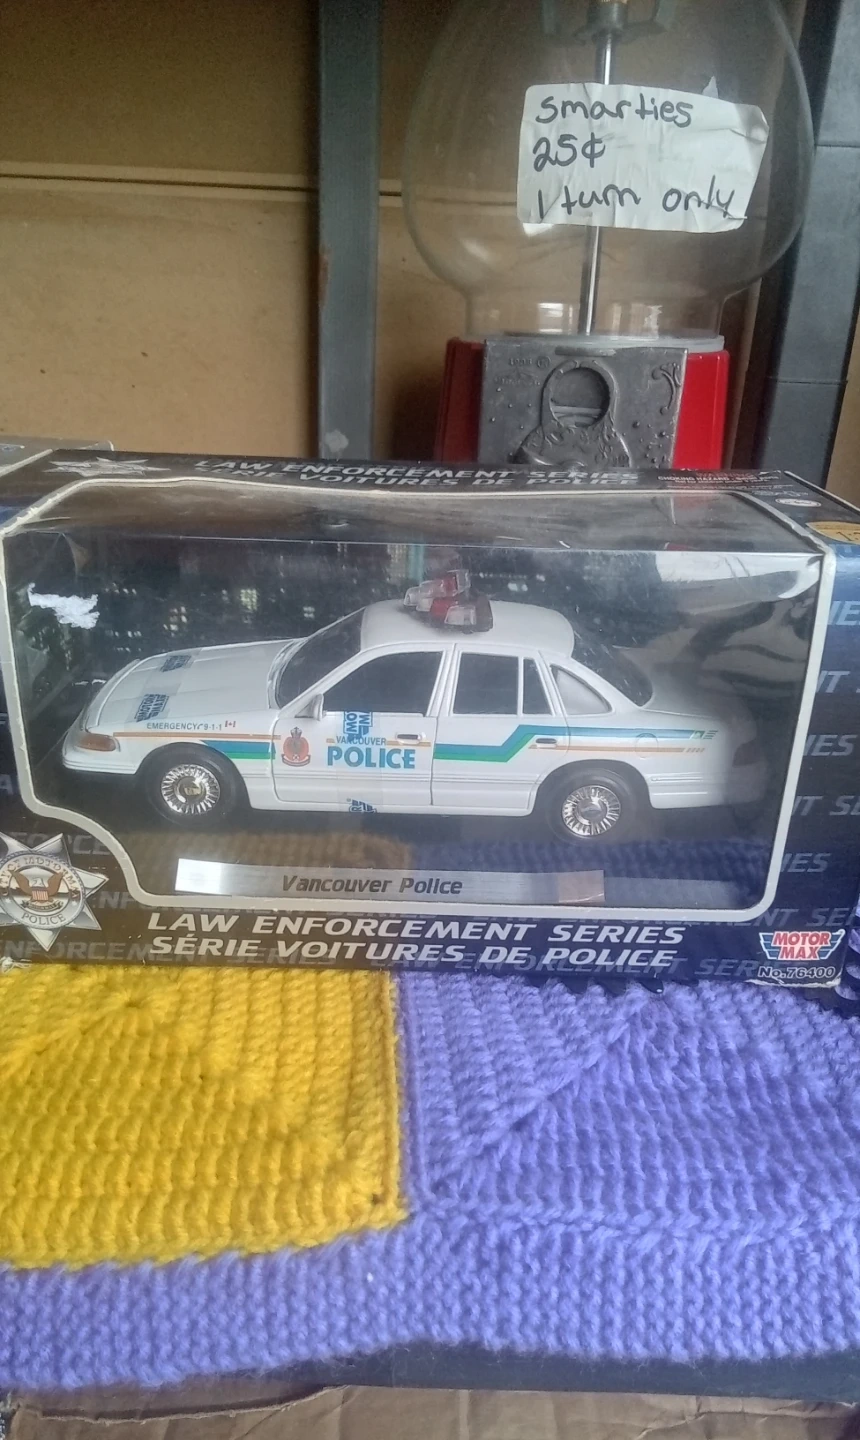 smarties
25¢
1 turn only
LAW ENFORCEMENT SERIES
SÉRIE VOITURES DE POLICE
EMERGENCY 9-1-1
VANCOUVER
POLICE
Vancouver Police
POLICE
LAW ENFORCEMENT SERIES
SÉRIE VOITURES DE POLICE
MOTOR
MAX
No.76400